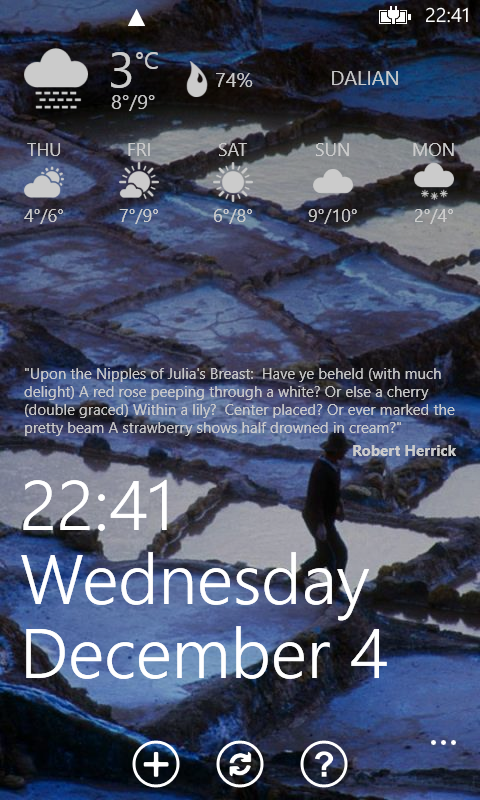 22:41
3°C
8°/9°
74%
DALIAN
THU FRI SAT SUN MON
4°/6° 7°/9° 6°/8° 9°/10° 2°/4°
"Upon the Nipples of Julia's Breast:  Have ye beheld (with much
delight) A red rose peeping through a white? Or else a cherry
(double graced) Within a lily?  Center placed? Or ever marked the
pretty beam A strawberry shows half drowned in cream?"
Robert Herrick
22:41
Wednesday
December 4
...
?